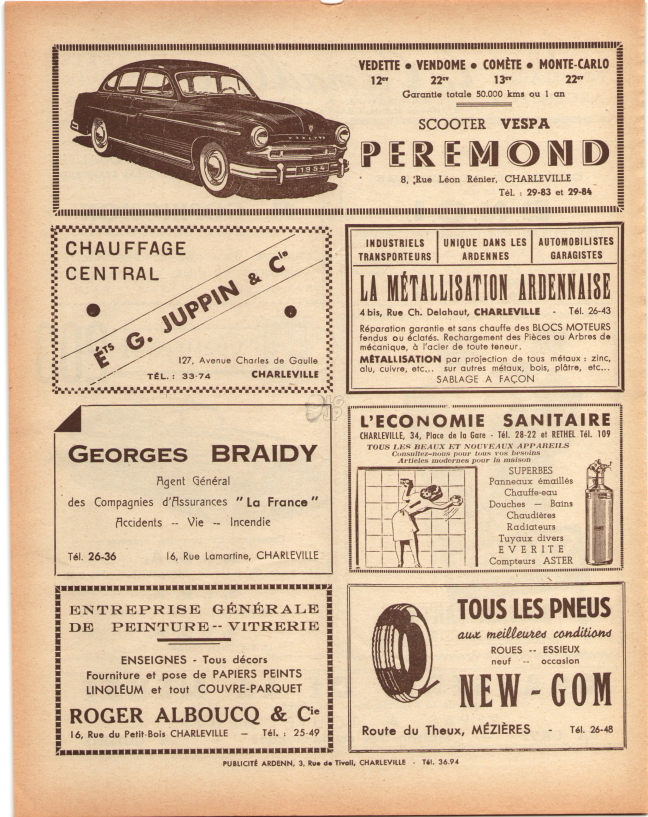 VEDETTE • VENDOME • COMÈTE • MONTE-CARLO
12cv 22cv 13cv 22cv
Garantie totale 50.000 kms ou 1 an
SCOOTER VESPA
PEREMOND
8, Rue Léon Rénier, CHARLEVILLE
Tél. : 29-83 et 29-84
1954
CHAUFFAGE
CENTRAL
Éts G. JUPPIN & Cie
127, Avenue Charles de Gaulle
TÉL. : 33-74 CHARLEVILLE
INDUSTRIELS
TRANSPORTEURS
UNIQUE DANS LES
ARDENNES
AUTOMOBILISTES
GARAGISTES
LA MÉTALLISATION ARDENNAISE
4 bis, Rue Ch. Delahaut, CHARLEVILLE - Tél. 26-43
Réparation garantie et sans chauffe des BLOCS MOTEURS
fendus ou éclatés. Rechargement des Pièces ou Arbres de
mécanique, à l'acier de toute teneur.
MÉTALLISATION par projection de tous métaux : zinc,
alu, cuivre, etc... sur autres métaux, bois, plâtre, etc...
SABLAGE A FAÇON
GEORGES BRAIDY
Agent Général
des Compagnies d'Assurances "La France"
Accidents -- Vie -- Incendie
Tél. 26-36 16, Rue Lamartine, CHARLEVILLE
L'ECONOMIE SANITAIRE
CHARLEVILLE, 34, Place de la Gare - Tél. 28-22 et RETHEL Tél. 109
TOUS LES BEAUX ET NOUVEAUX APPAREILS
Consultez-nous pour tous vos besoins
Articles modernes pour la maison
SUPERBES
Panneaux émaillés
Chauffe-eau
Douches -- Bains
Chaudières
Radiateurs
Tuyaux divers
EVERITE
Compteurs ASTER
ENTREPRISE GÉNÉRALE
DE PEINTURE -- VITRERIE
ENSEIGNES - Tous décors
Fourniture et pose de PAPIERS PEINTS
LINOLÉUM et tout COUVRE-PARQUET
ROGER ALBOUCQ & Cie
16, Rue du Petit-Bois CHARLEVILLE — Tél. : 25-49
TOUS LES PNEUS
aux meilleures conditions
ROUES -- ESSIEUX
neuf -- occasion
NEW - GOM
Route du Theux, MÉZIÈRES - Tél. 26-48
PUBLICITÉ ARDENN, 3, Rue de Tivoli, CHARLEVILLE - Tél. 36.94